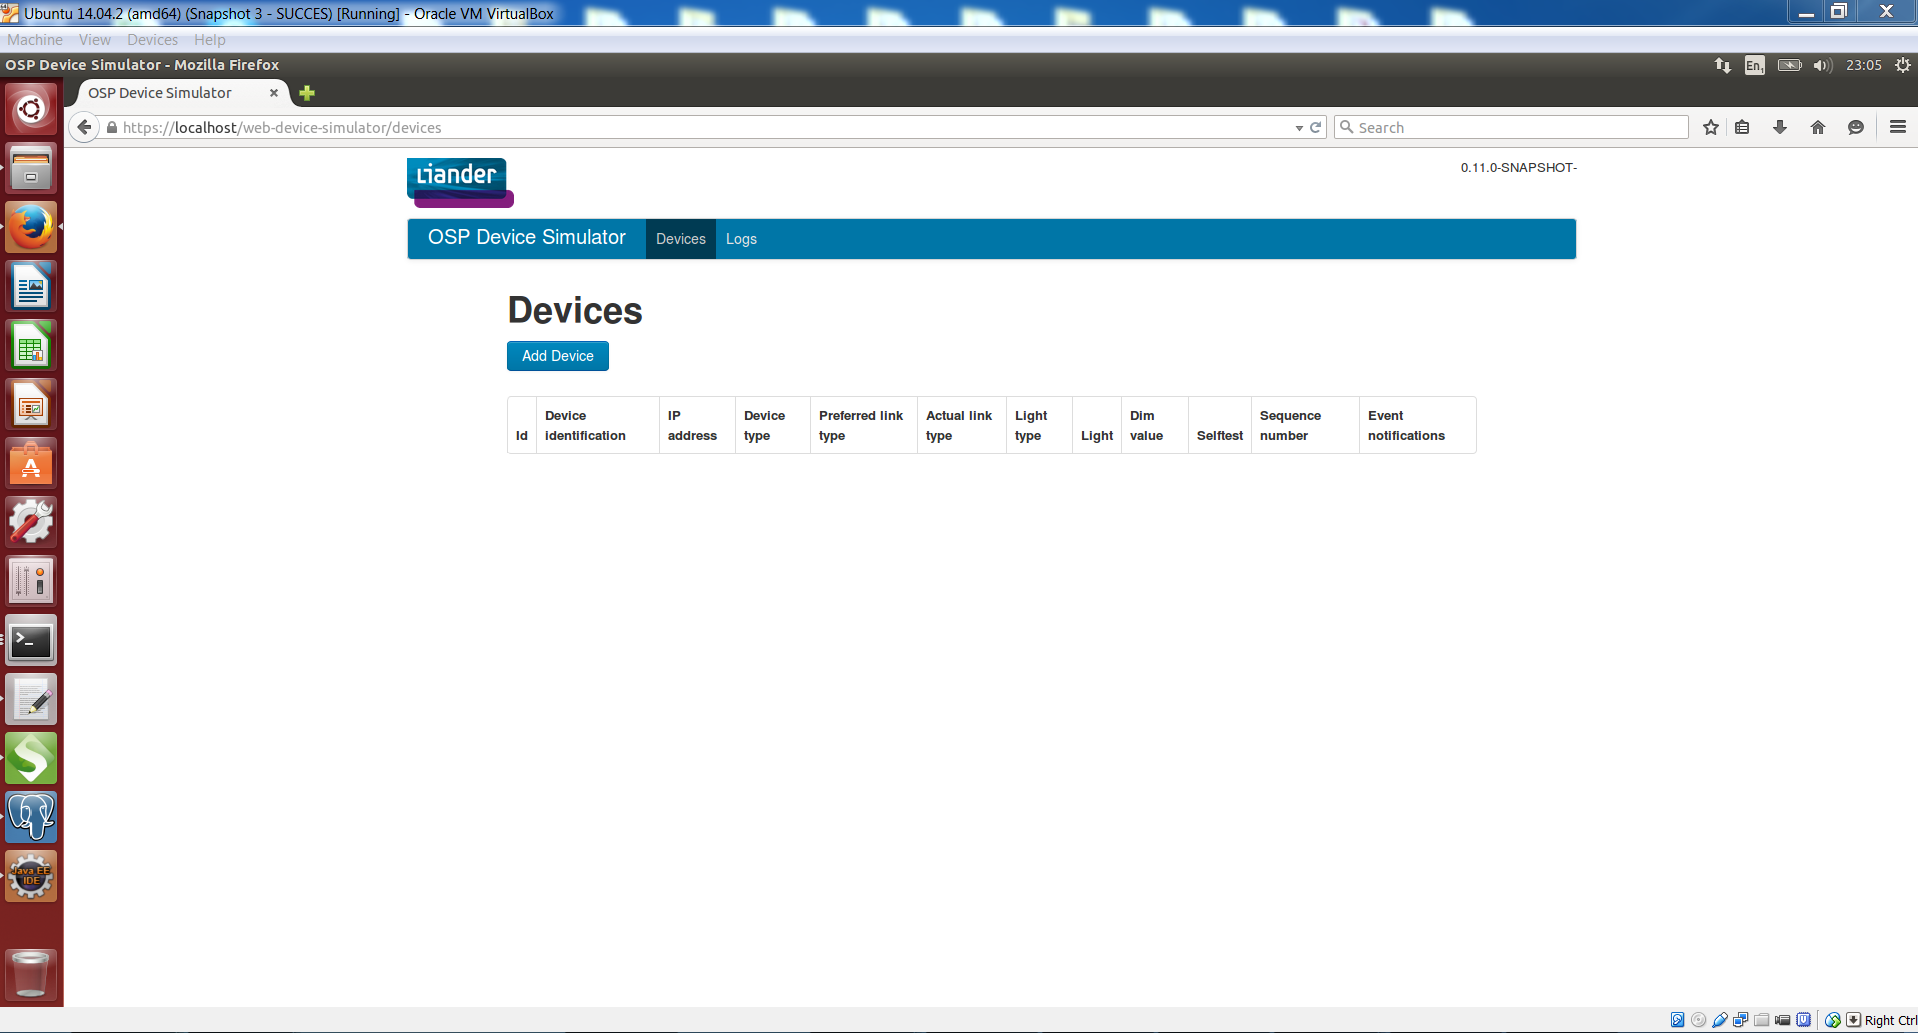 Ubuntu 14.04.2 (amd64) (Snapshot 3 - SUCCES) [Running] - Oracle VM VirtualBox
Machine View Devices Help
OSP Device Simulator - Mozilla Firefox
En1 23:05
OSP Device Simulator
https://localhost/web-device-simulator/devices
Search
Liander
0.11.0-SNAPSHOT-
OSP Device Simulator Devices Logs
Devices
Add Device
Id
Device identification
IP address
Device type
Preferred link type
Actual link type
Light type
Light
Dim value
Selftest
Sequence number
Event notifications
Java EE
IDE
Right Ctrl